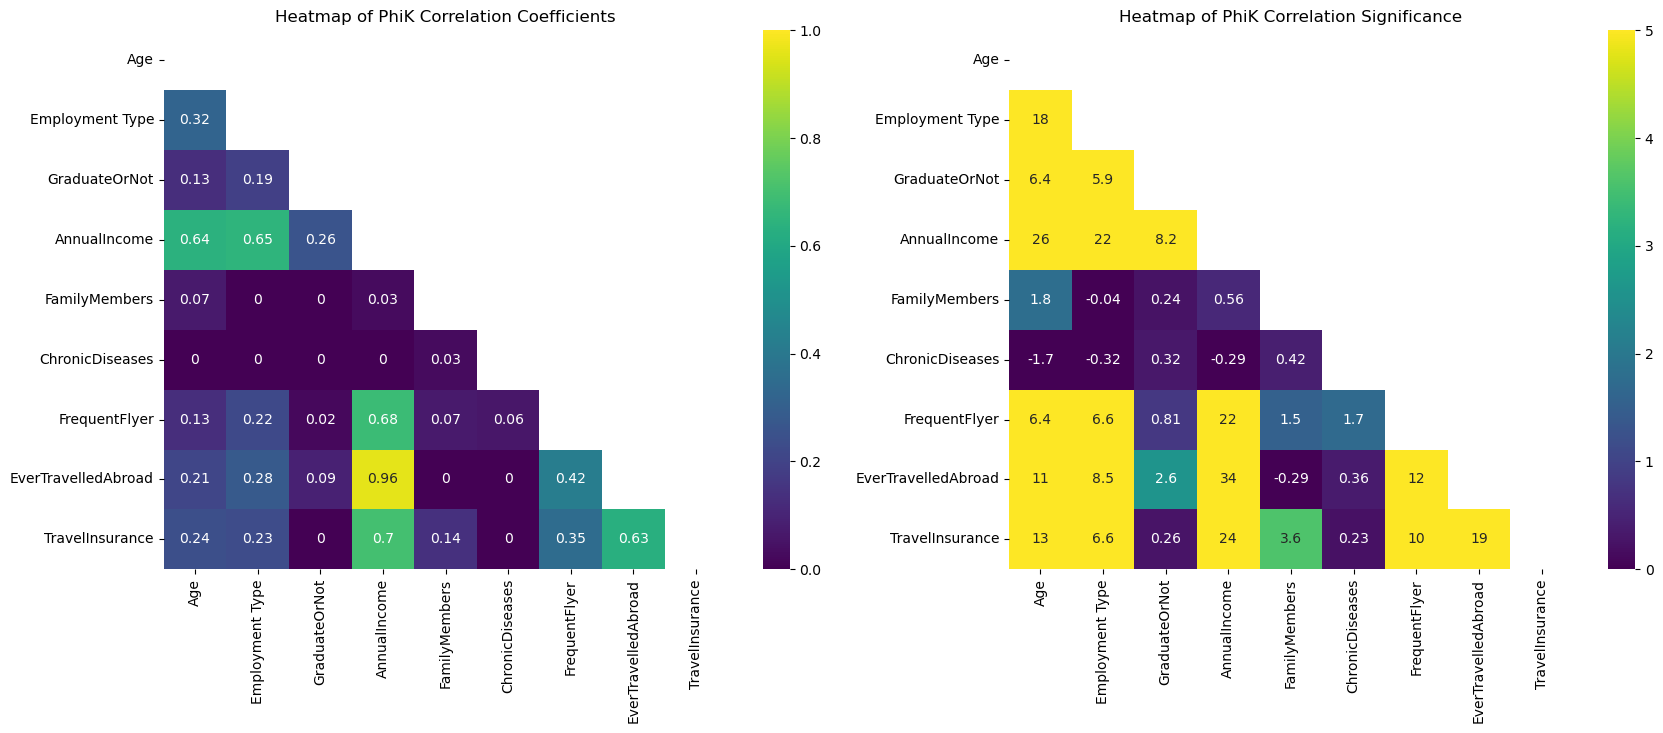 Heatmap of PhiK Correlation Coefficients
Age
Employment Type 0.32
GraduateOrNot 0.13 0.19
AnnualIncome 0.64 0.65 0.26
FamilyMembers 0.07 0 0 0.03
ChronicDiseases 0 0 0 0 0.03
FrequentFlyer 0.13 0.22 0.02 0.68 0.07 0.06
EverTravelledAbroad 0.21 0.28 0.09 0.96 0 0 0.42
TravelInsurance 0.24 0.23 0 0.7 0.14 0 0.35 0.63
Age
Employment Type
GraduateOrNot
AnnualIncome
FamilyMembers
ChronicDiseases
FrequentFlyer
EverTravelledAbroad
TravelInsurance
1.0
0.8
0.6
0.4
0.2
0.0
Heatmap of PhiK Correlation Significance
Age
Employment Type 18
GraduateOrNot 6.4 5.9
AnnualIncome 26 22 8.2
FamilyMembers 1.8 -0.04 0.24 0.56
ChronicDiseases -1.7 -0.32 0.32 -0.29 0.42
FrequentFlyer 6.4 6.6 0.81 22 1.5 1.7
EverTravelledAbroad 11 8.5 2.6 34 -0.29 0.36 12
TravelInsurance 13 6.6 0.26 24 3.6 0.23 10 19
Age
Employment Type
GraduateOrNot
AnnualIncome
FamilyMembers
ChronicDiseases
FrequentFlyer
EverTravelledAbroad
TravelInsurance
5
4
3
2
1
0